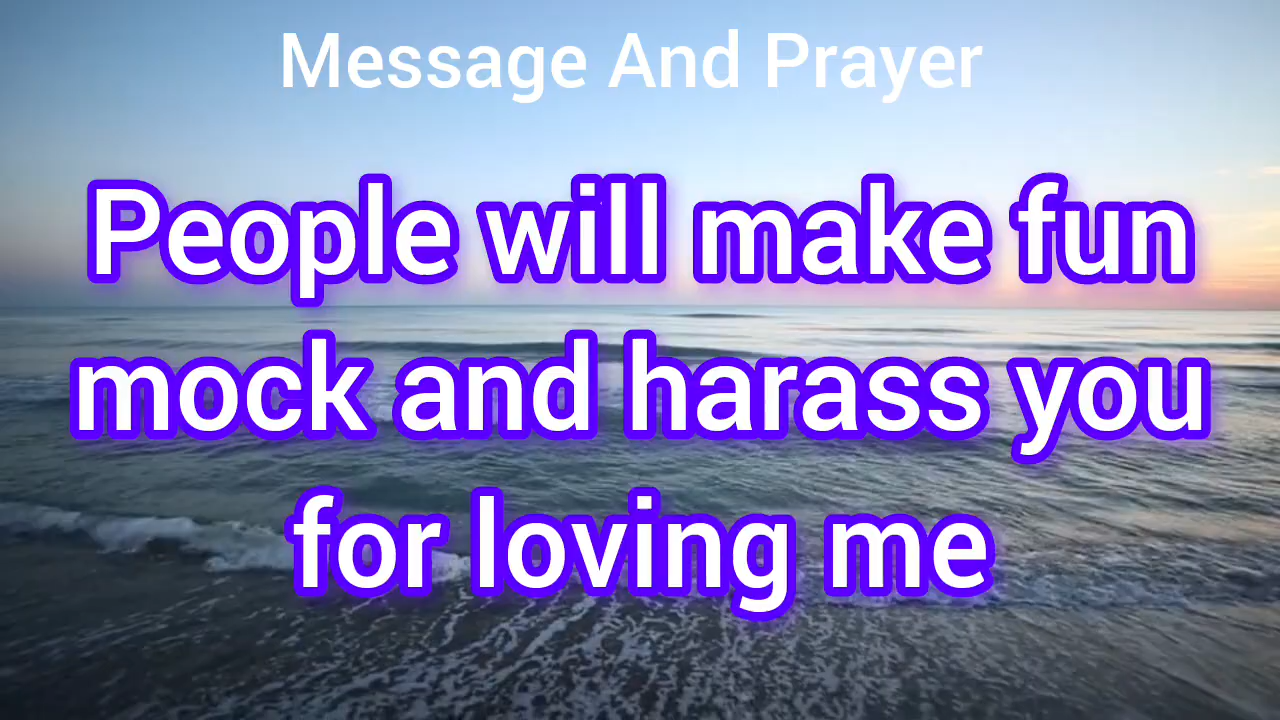 Message And Prayer
People will make fun
mock and harass you
for loving me